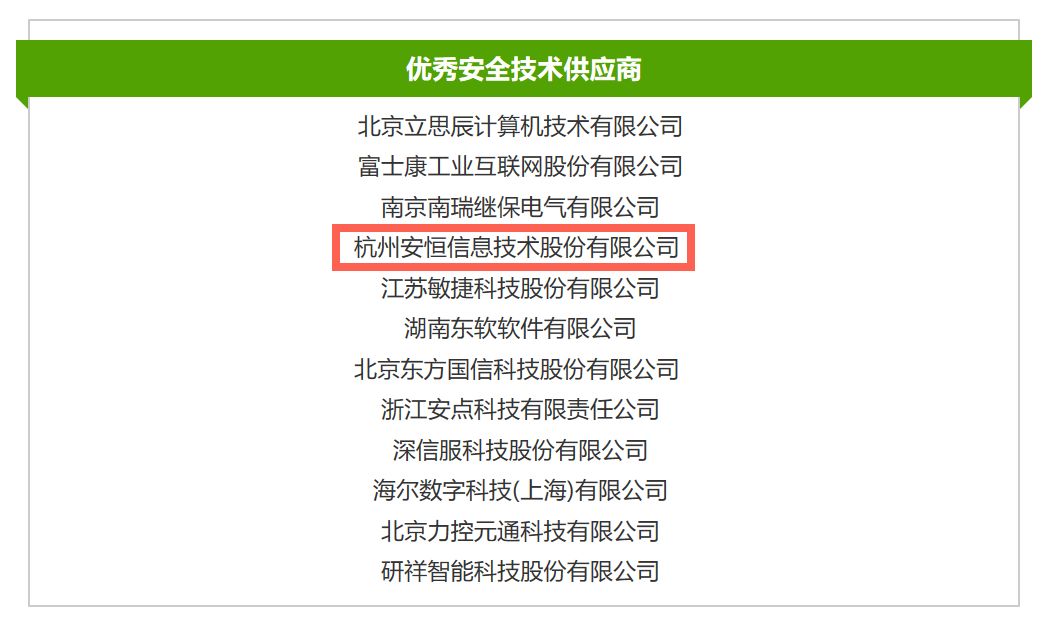 优秀安全技术供应商
北京立思辰计算机技术有限公司
富士康工业互联网股份有限公司
南京南瑞继保电气有限公司
杭州安恒信息技术股份有限公司
江苏敏捷科技股份有限公司
湖南东软软件有限公司
北京东方国信科技股份有限公司
浙江安点科技有限责任公司
深信服科技股份有限公司
海尔数字科技(上海)有限公司
北京力控元通科技有限公司
研祥智能科技股份有限公司